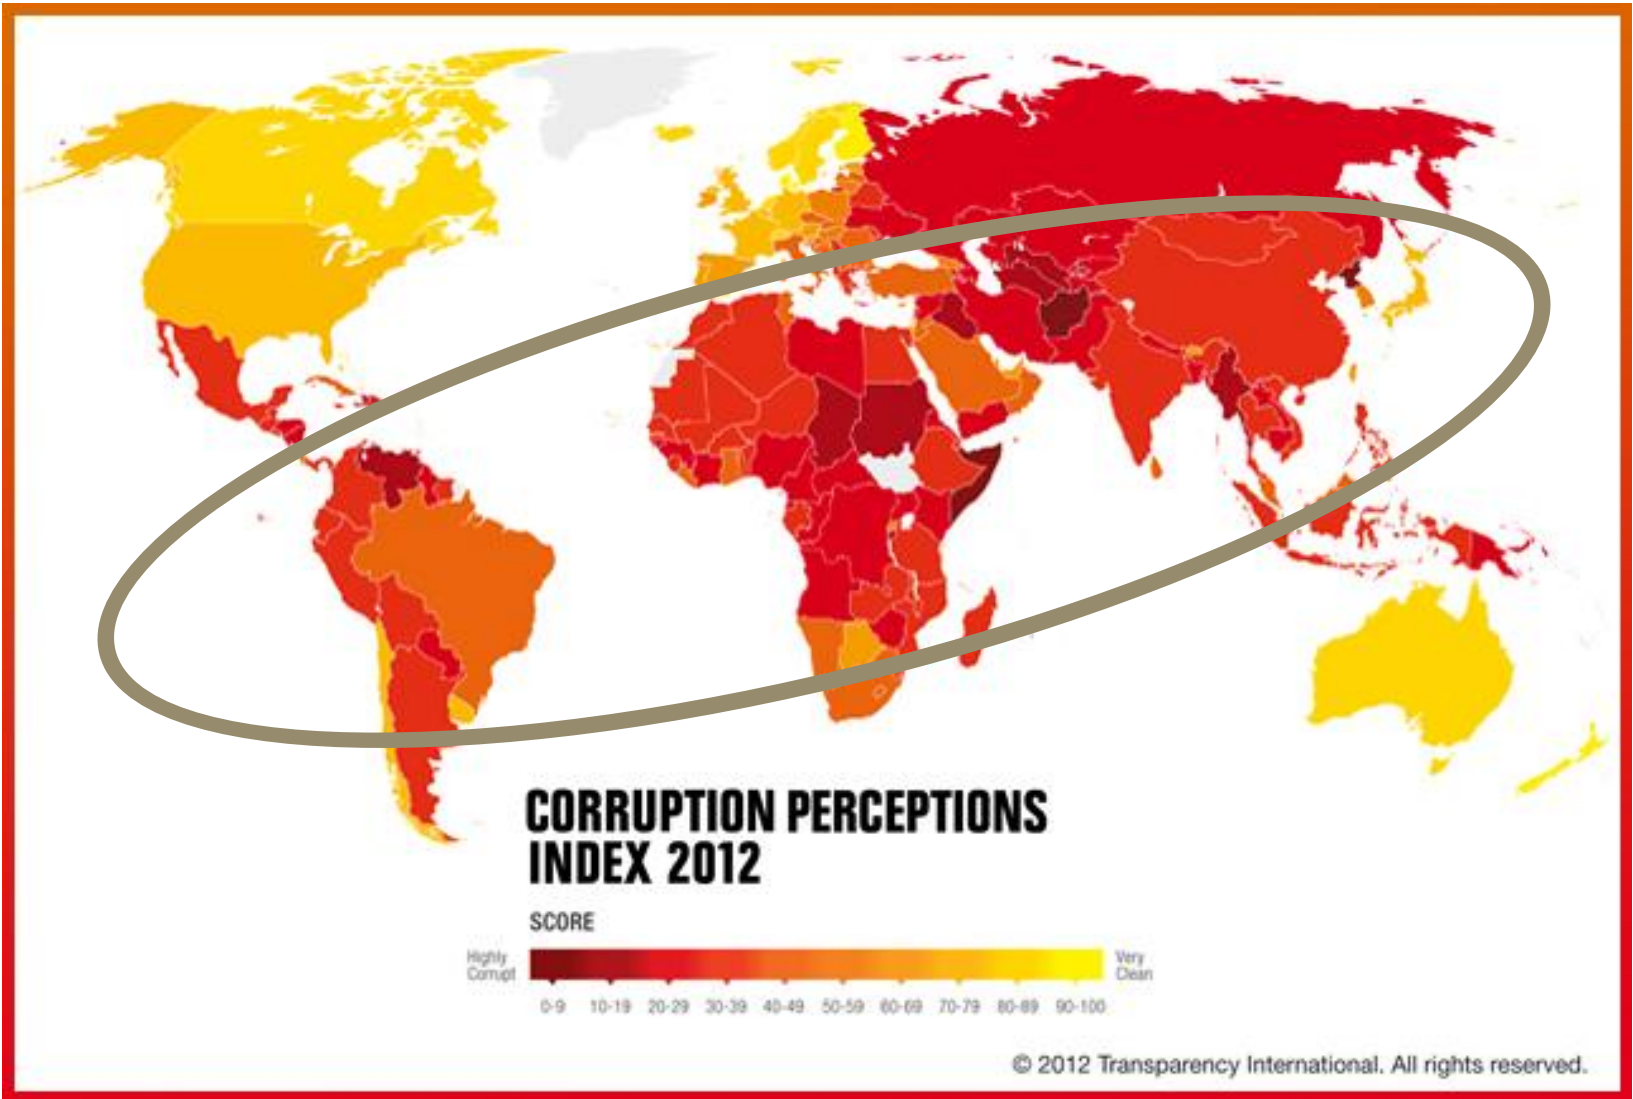 CORRUPTION PERCEPTIONS
INDEX 2012
SCORE
Highly
Corrupt
Very
Clean
0-9 10-19 20-29 30-39 40-49 50-59 60-69 70-79 80-89 90-100
© 2012 Transparency International. All rights reserved.